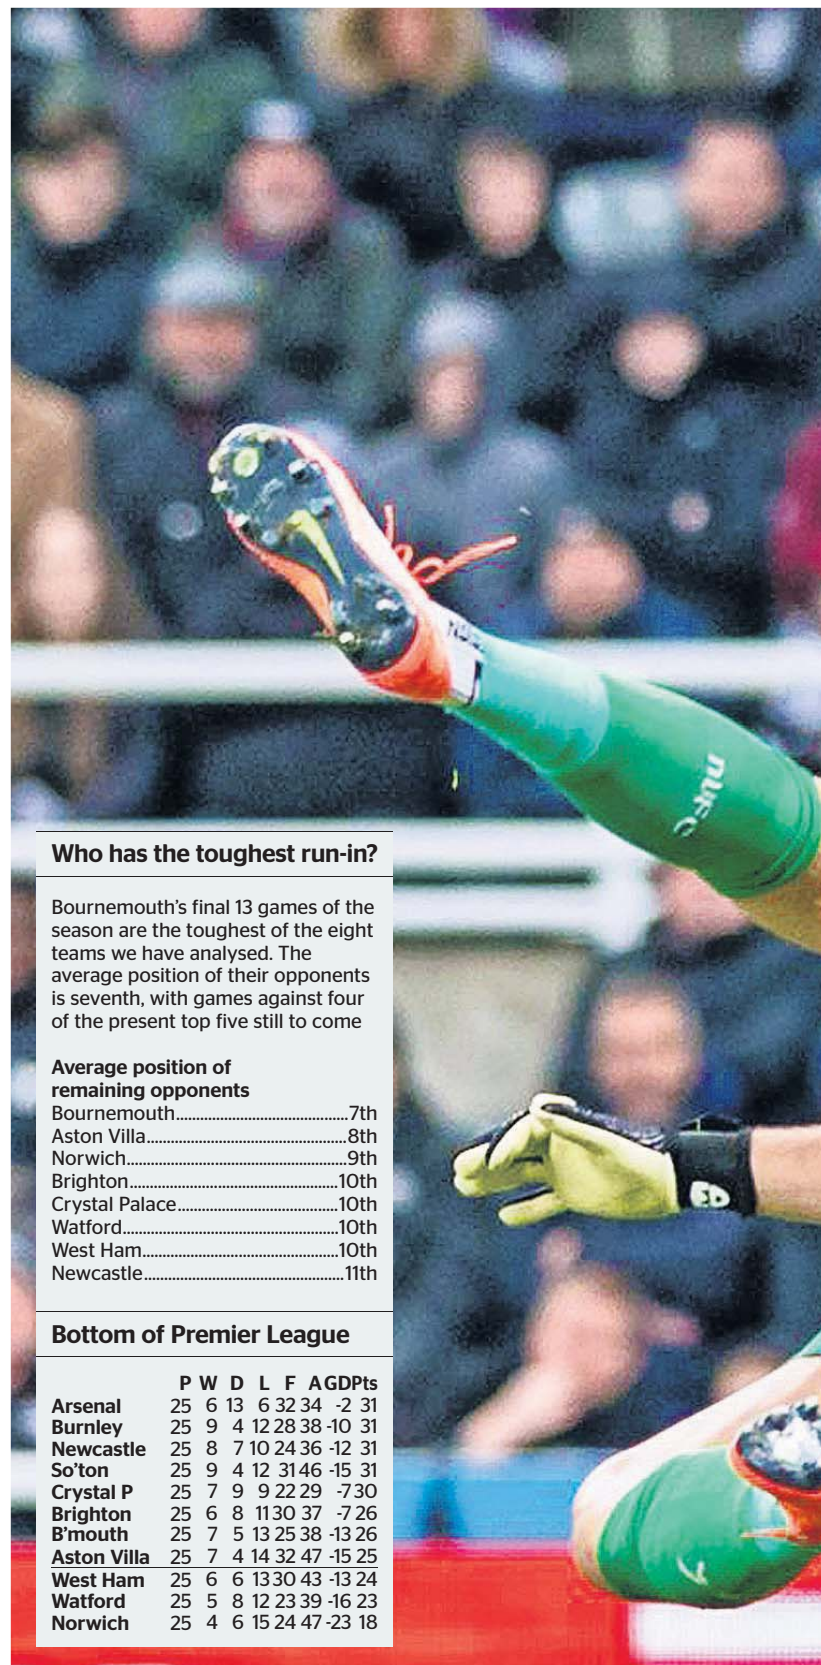 nufc
Who has the toughest run-in?
Bournemouth's final 13 games of the
season are the toughest of the eight
teams we have analysed. The
average position of their opponents
is seventh, with games against four
of the present top five still to come
Average position of
remaining opponents
Bournemouth...........................................7th
Aston Villa..................................................8th
Norwich.......................................................9th
Brighton....................................................10th
Crystal Palace........................................10th
Watford......................................................10th
West Ham.................................................10th
Newcastle..................................................11th
Bottom of Premier League
P W D L F A GD Pts
Arsenal 25 6 13 6 32 34 -2 31
Burnley 25 9 4 12 28 38 -10 31
Newcastle 25 8 7 10 24 36 -12 31
So'ton 25 9 4 12 31 46 -15 31
Crystal P 25 7 9 9 22 29 -7 30
Brighton 25 6 8 11 30 37 -7 26
B'mouth 25 7 5 13 25 38 -13 26
Aston Villa 25 7 4 14 32 47 -15 25
West Ham 25 6 6 13 30 43 -13 24
Watford 25 5 8 12 23 39 -16 23
Norwich 25 4 6 15 24 47 -23 18